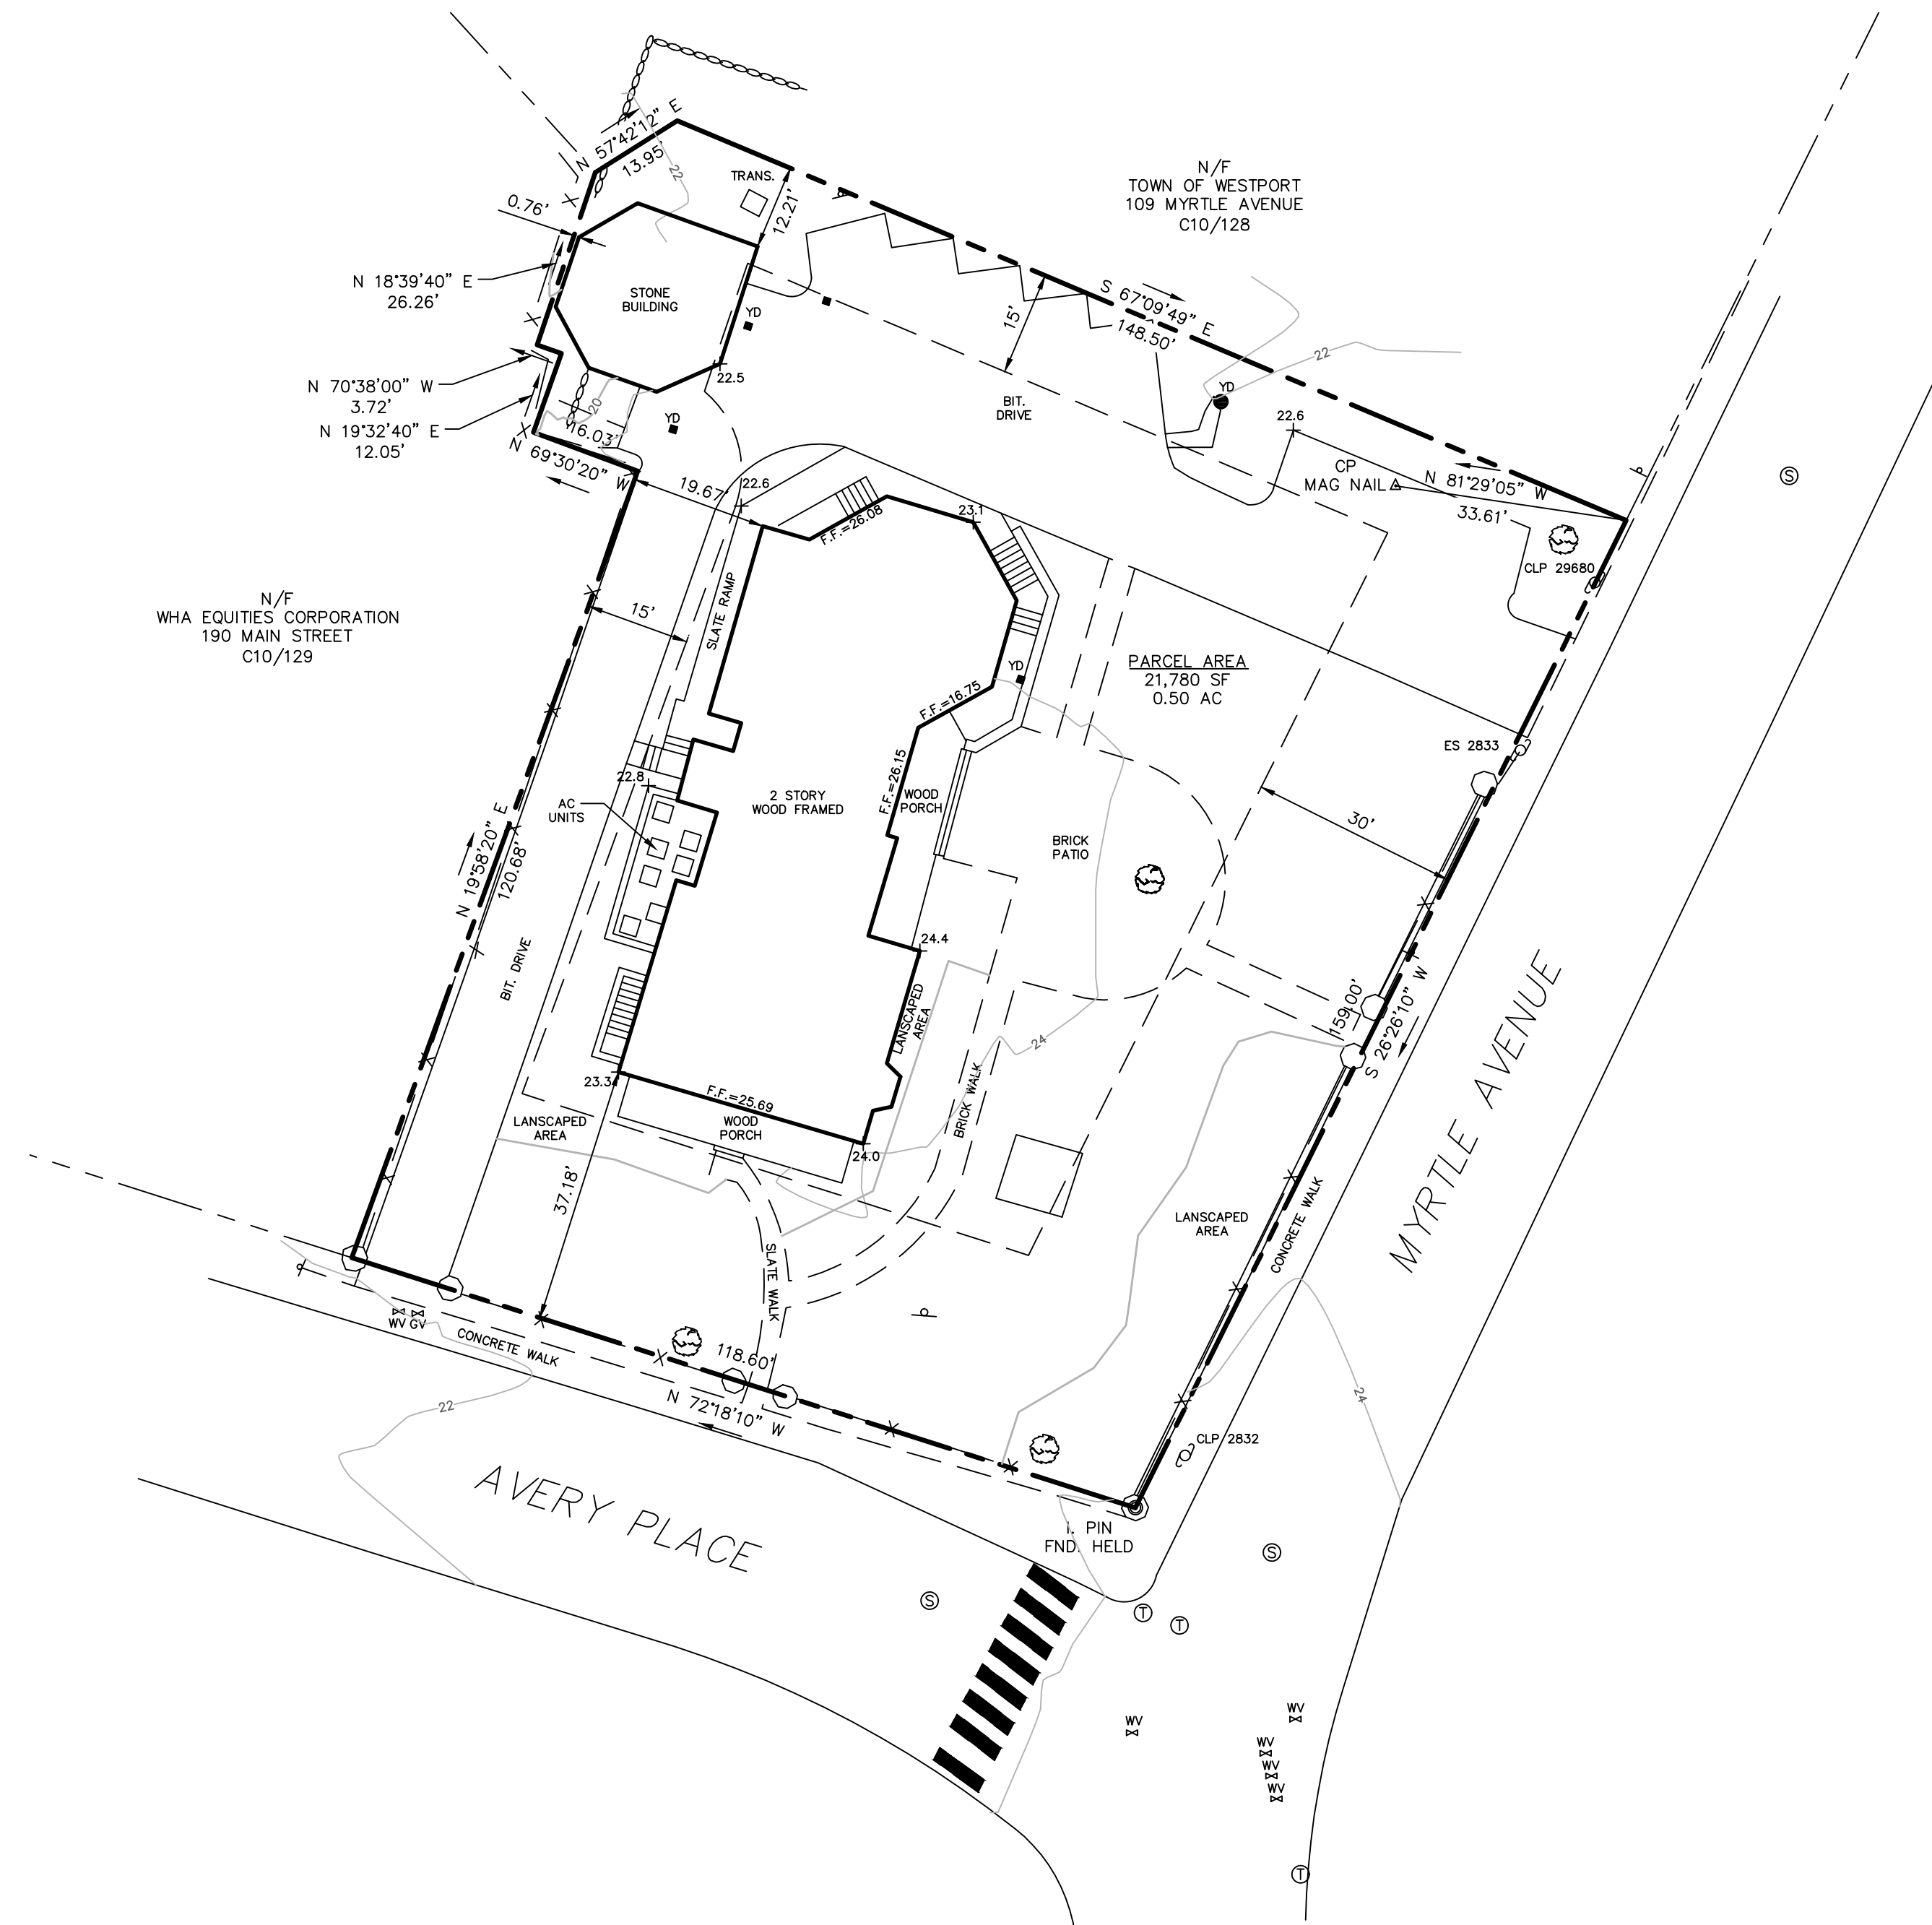 N 57°42'12" E
13.95'
22
TRANS.
12.21'
0.76'
N 18°39'40" E
26.26'
STONE
BUILDING
YD
22.5
N 70°38'00" W
3.72'
N 19°32'40" E
12.05'
20
16.03'
N 69°30'20" W
YD
N/F
TOWN OF WESTPORT
109 MYRTLE AVENUE
C10/128
S 67°09'49" E
148.50'
15'
BIT.
DRIVE
22
YD
22.6
CP
MAG NAIL
N 81°29'05" W
33.61'
CLP 29680
S
19.67'
22.6
F.F.=26.08
23.1
N/F
WHA EQUITIES CORPORATION
190 MAIN STREET
C10/129
15'
SLATE RAMP
YD
F.F.=16.75
PARCEL AREA
21,780 SF
0.50 AC
ES 2833
22.8
AC
UNITS
2 STORY
WOOD FRAMED
F.F.=26.15
WOOD
PORCH
BRICK
PATIO
30'
N 19°58'20" E
120.68'
BIT. DRIVE
24.4
LANSCAPED
AREA
24
159.00'
S 26°26'10" W
MYRTLE AVENUE
23.3
F.F.=25.69
LANSCAPED
AREA
WOOD
PORCH
24.0
BRICK WALK
37.18'
SLATE WALK
LANSCAPED
AREA
CONCRETE WALK
WV GV
CONCRETE WALK
118.60'
N 72°18'10" W
22
24
CLP 2832
AVERY PLACE
I. PIN
FND. HELD
S
S
T
T
WV
WV
WV
WV
WV
T